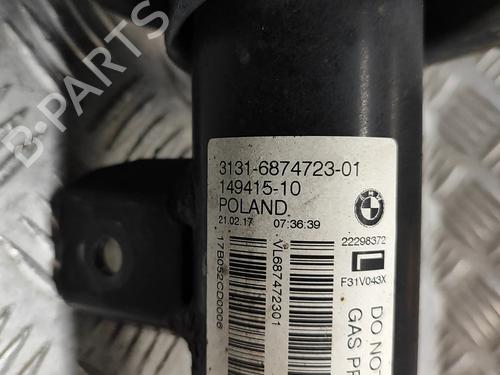 3131-6874723-01
149415-10
POLAND
21.02.17 07:36:39
22298372
L
F31V043X
17B052CD0006
VL687472301
DO NO
GAS PR
BPARTS